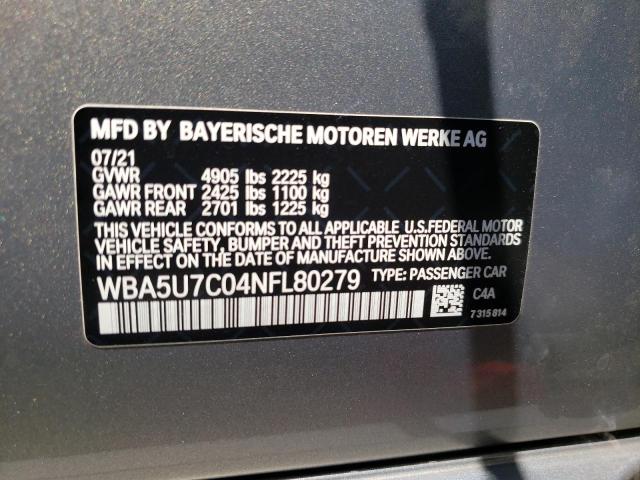 MFD BY BAYERISCHE MOTOREN WERKE AG
07/21
GVWR 4905 lbs 2225 kg
GAWR FRONT 2425 lbs 1100 kg
GAWR REAR 2701 lbs 1225 kg
THIS VEHICLE CONFORMS TO ALL APPLICABLE U.S.FEDERAL MOTOR
VEHICLE SAFETY, BUMPER AND THEFT PREVENTION STANDARDS
IN EFFECT ON THE DATE OF MANUFACTURE SHOWN ABOVE.
WBA5U7C04NFL80279 TYPE: PASSENGER CAR
C4A
7 315 814